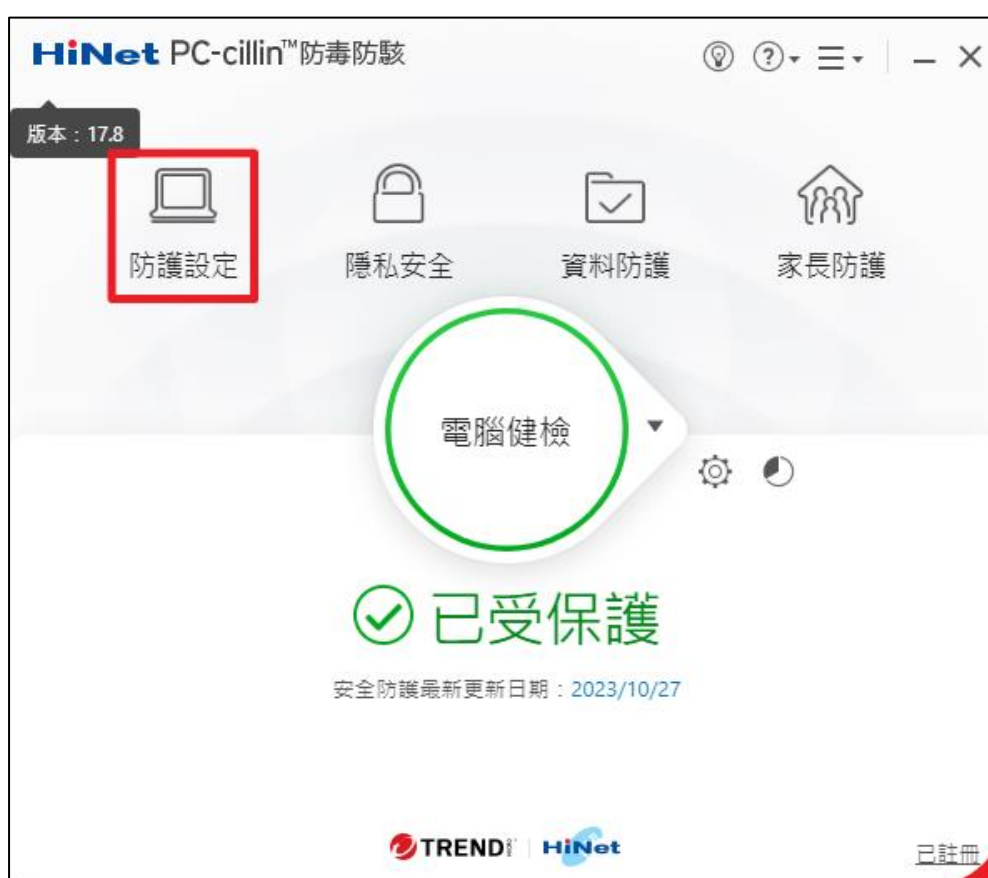 HiNet PC-cillin™防毒防駭
版本：17.8
防護設定
隱私安全
資料防護
家長防護
電腦健檢
已受保護
安全防護最新更新日期：2023/10/27
TREND
HiNet
已註冊